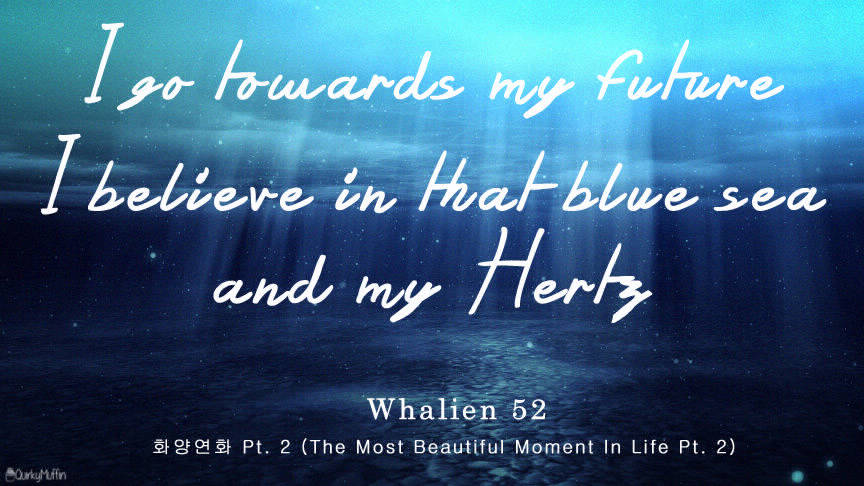 I go towards my future
I believe in that blue sea
and my Hertz
Whalien 52
화양연화 Pt. 2 (The Most Beautiful Moment In Life Pt. 2)
QuirkyMuffin